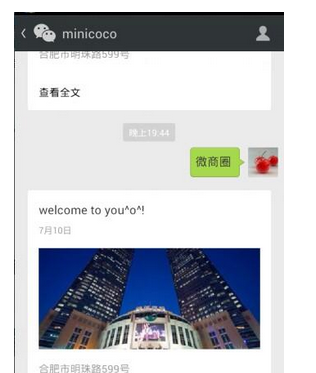 minicoco
合肥市明珠路599号
查看全文
晚上19:44
微商圈
welcome to you^o^!
7月10日
合肥市明珠路599号